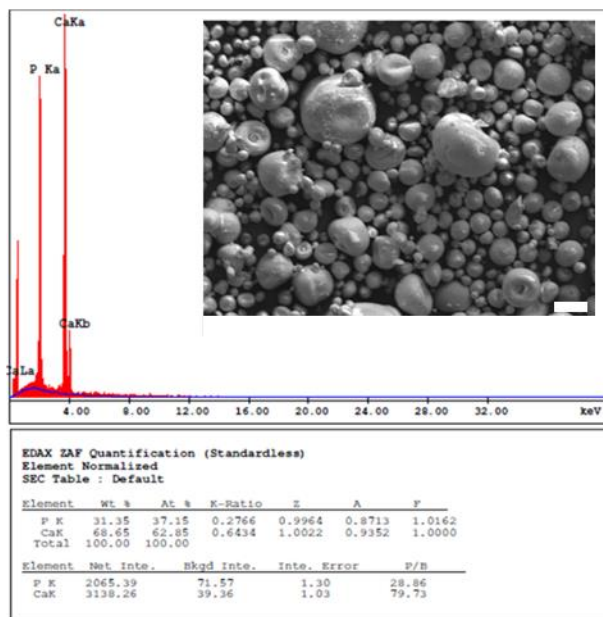 CaKa
P Ka
CaKb
CaLa
4.00 8.00 12.00 16.00 20.00 24.00 28.00 32.00 keV
EDAX ZAF Quantification (Standardless)
Element Normalized
SEC Table : Default
Element Wt % At % K-Ratio Z A F
P K 31.35 37.15 0.2766 0.9964 0.8713 1.0162
CaK 68.65 62.85 0.6434 1.0022 0.9352 1.0000
Total 100.00 100.00
Element Net Inte. Bkgd Inte. Inte. Error P/B
P K 2065.39 71.57 1.30 28.86
CaK 3138.26 39.36 1.03 79.73